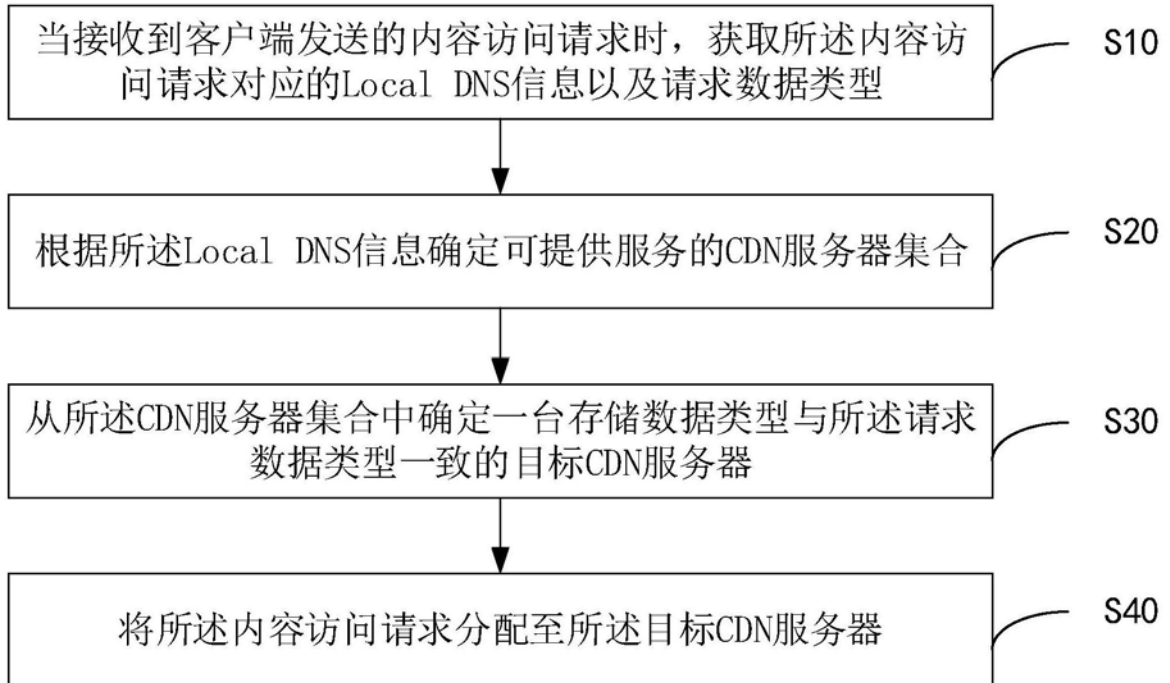 当接收到客户端发送的内容访问请求时，获取所述内容访
问请求对应的Local DNS信息以及请求数据类型
S10
根据所述Local DNS信息确定可提供服务的CDN服务器集合
S20
从所述CDN服务器集合中确定一台存储数据类型与所述请求
数据类型一致的目标CDN服务器
S30
将所述内容访问请求分配至所述目标CDN服务器
S40